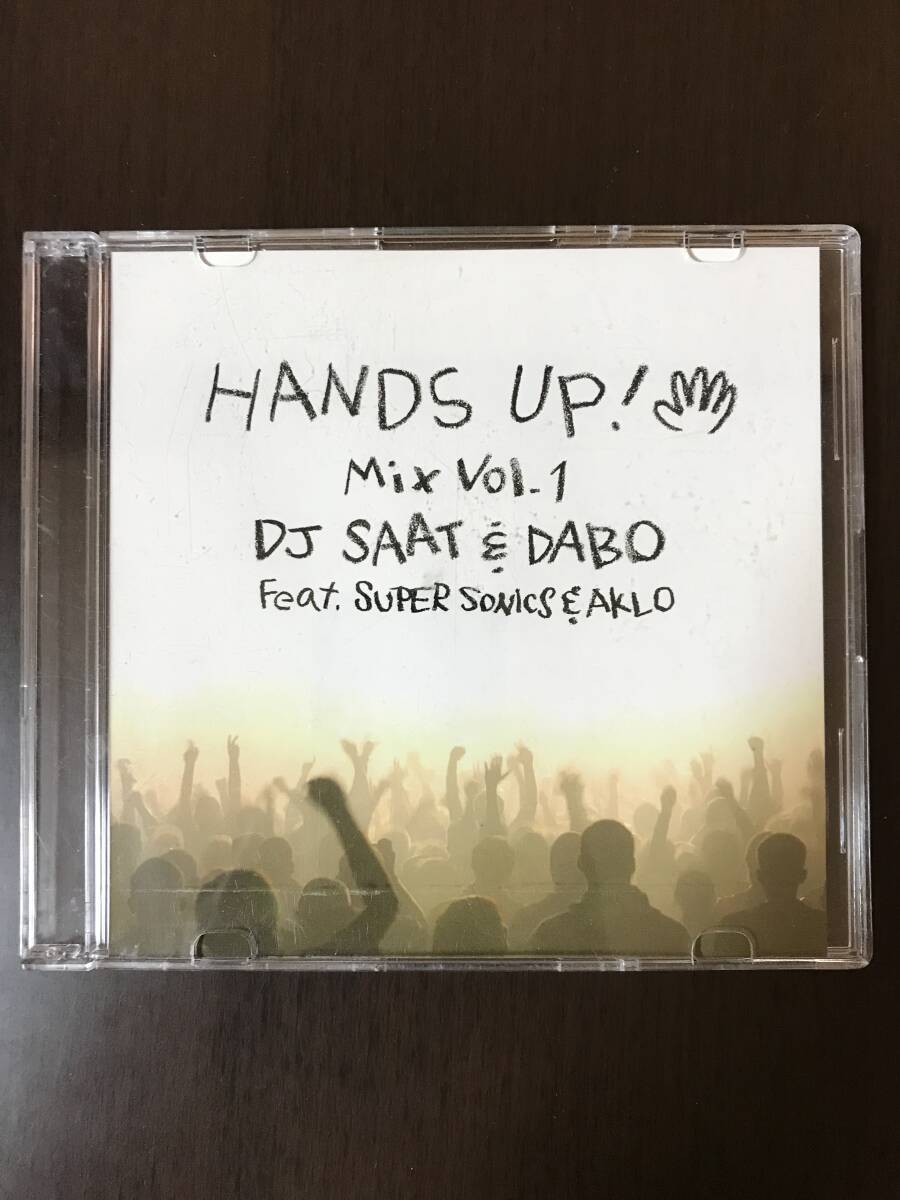 HANDS UP!
Mix Vol.1
DJ SAAT & DABO
Feat. SUPER SONICS & AKLO